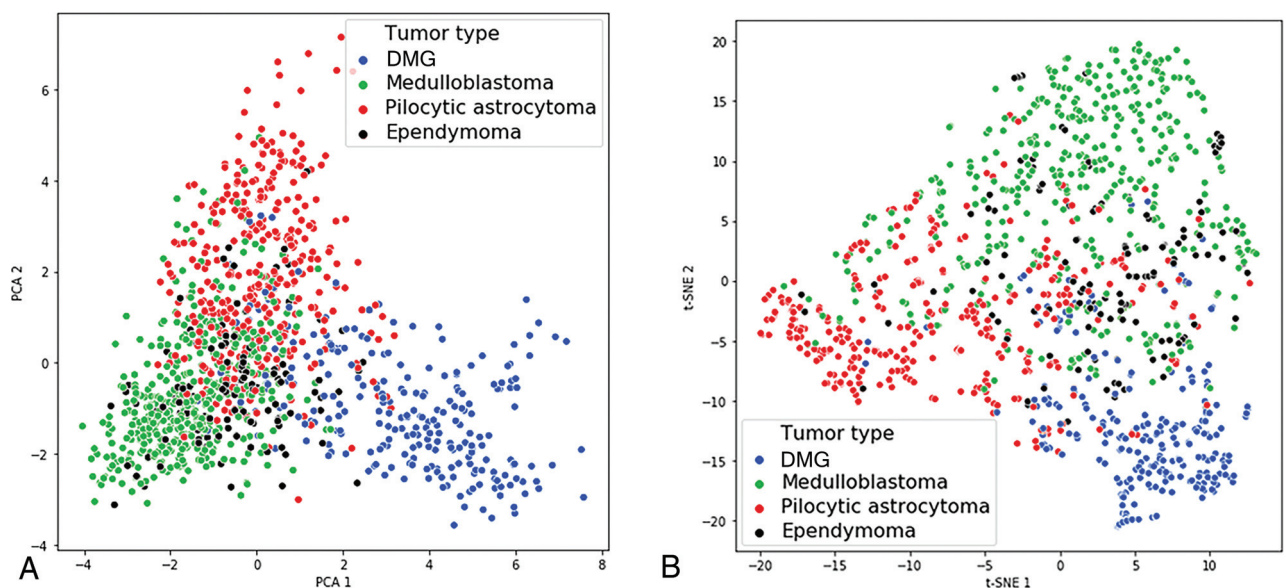 Tumor type
DMG
Medulloblastoma
Pilocytic astrocytoma
Ependymoma
6
4
2
0
−2
−4
PCA 2
−4
−2
0
2
4
6
8
PCA 1
A
20
15
10
5
0
−5
−10
−15
−20
t-SNE 2
Tumor type
DMG
Medulloblastoma
Pilocytic astrocytoma
Ependymoma
−20
−15
−10
−5
0
5
10
t-SNE 1
B